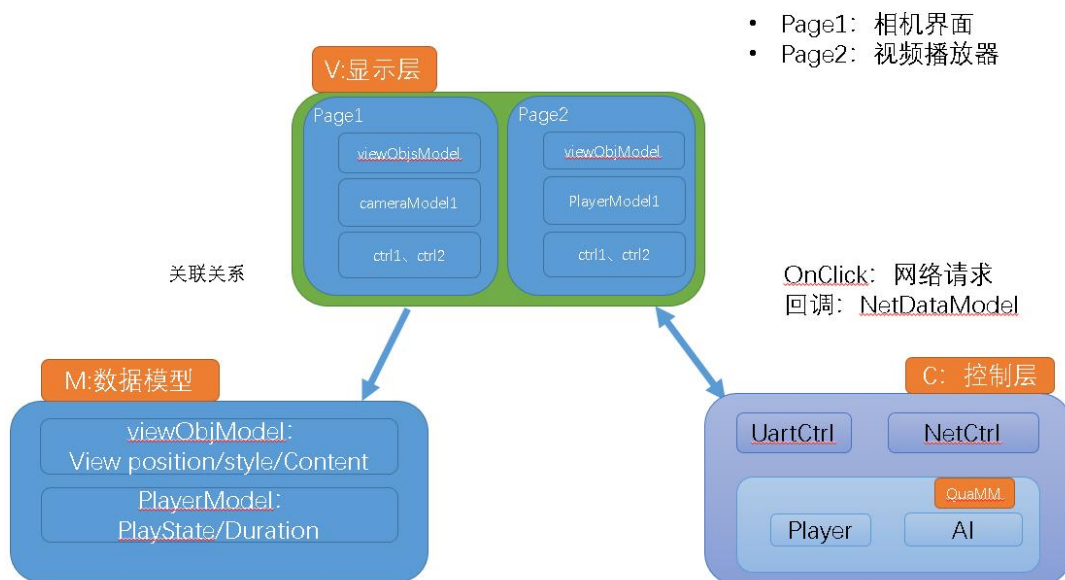 • Page1：相机界面
• Page2：视频播放器
V:显示层
Page1
viewObjsModel
cameraModel1
ctrl1、ctrl2
Page2
viewObjModel
PlayerModel1
ctrl1、ctrl2
关联关系
OnClick：网络请求
回调：NetDataModel
M:数据模型
viewObjModel：
View position/style/Content
PlayerModel：
PlayState/Duration
C：控制层
UartCtrl
NetCtrl
QuaMM
Player
AI